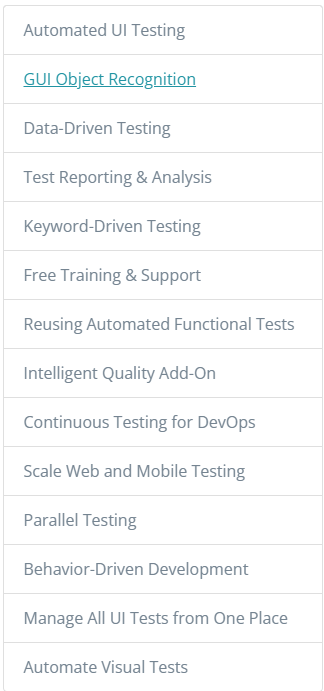 Automated UI Testing
GUI Object Recognition
Data-Driven Testing
Test Reporting & Analysis
Keyword-Driven Testing
Free Training & Support
Reusing Automated Functional Tests
Intelligent Quality Add-On
Continuous Testing for DevOps
Scale Web and Mobile Testing
Parallel Testing
Behavior-Driven Development
Manage All UI Tests from One Place
Automate Visual Tests